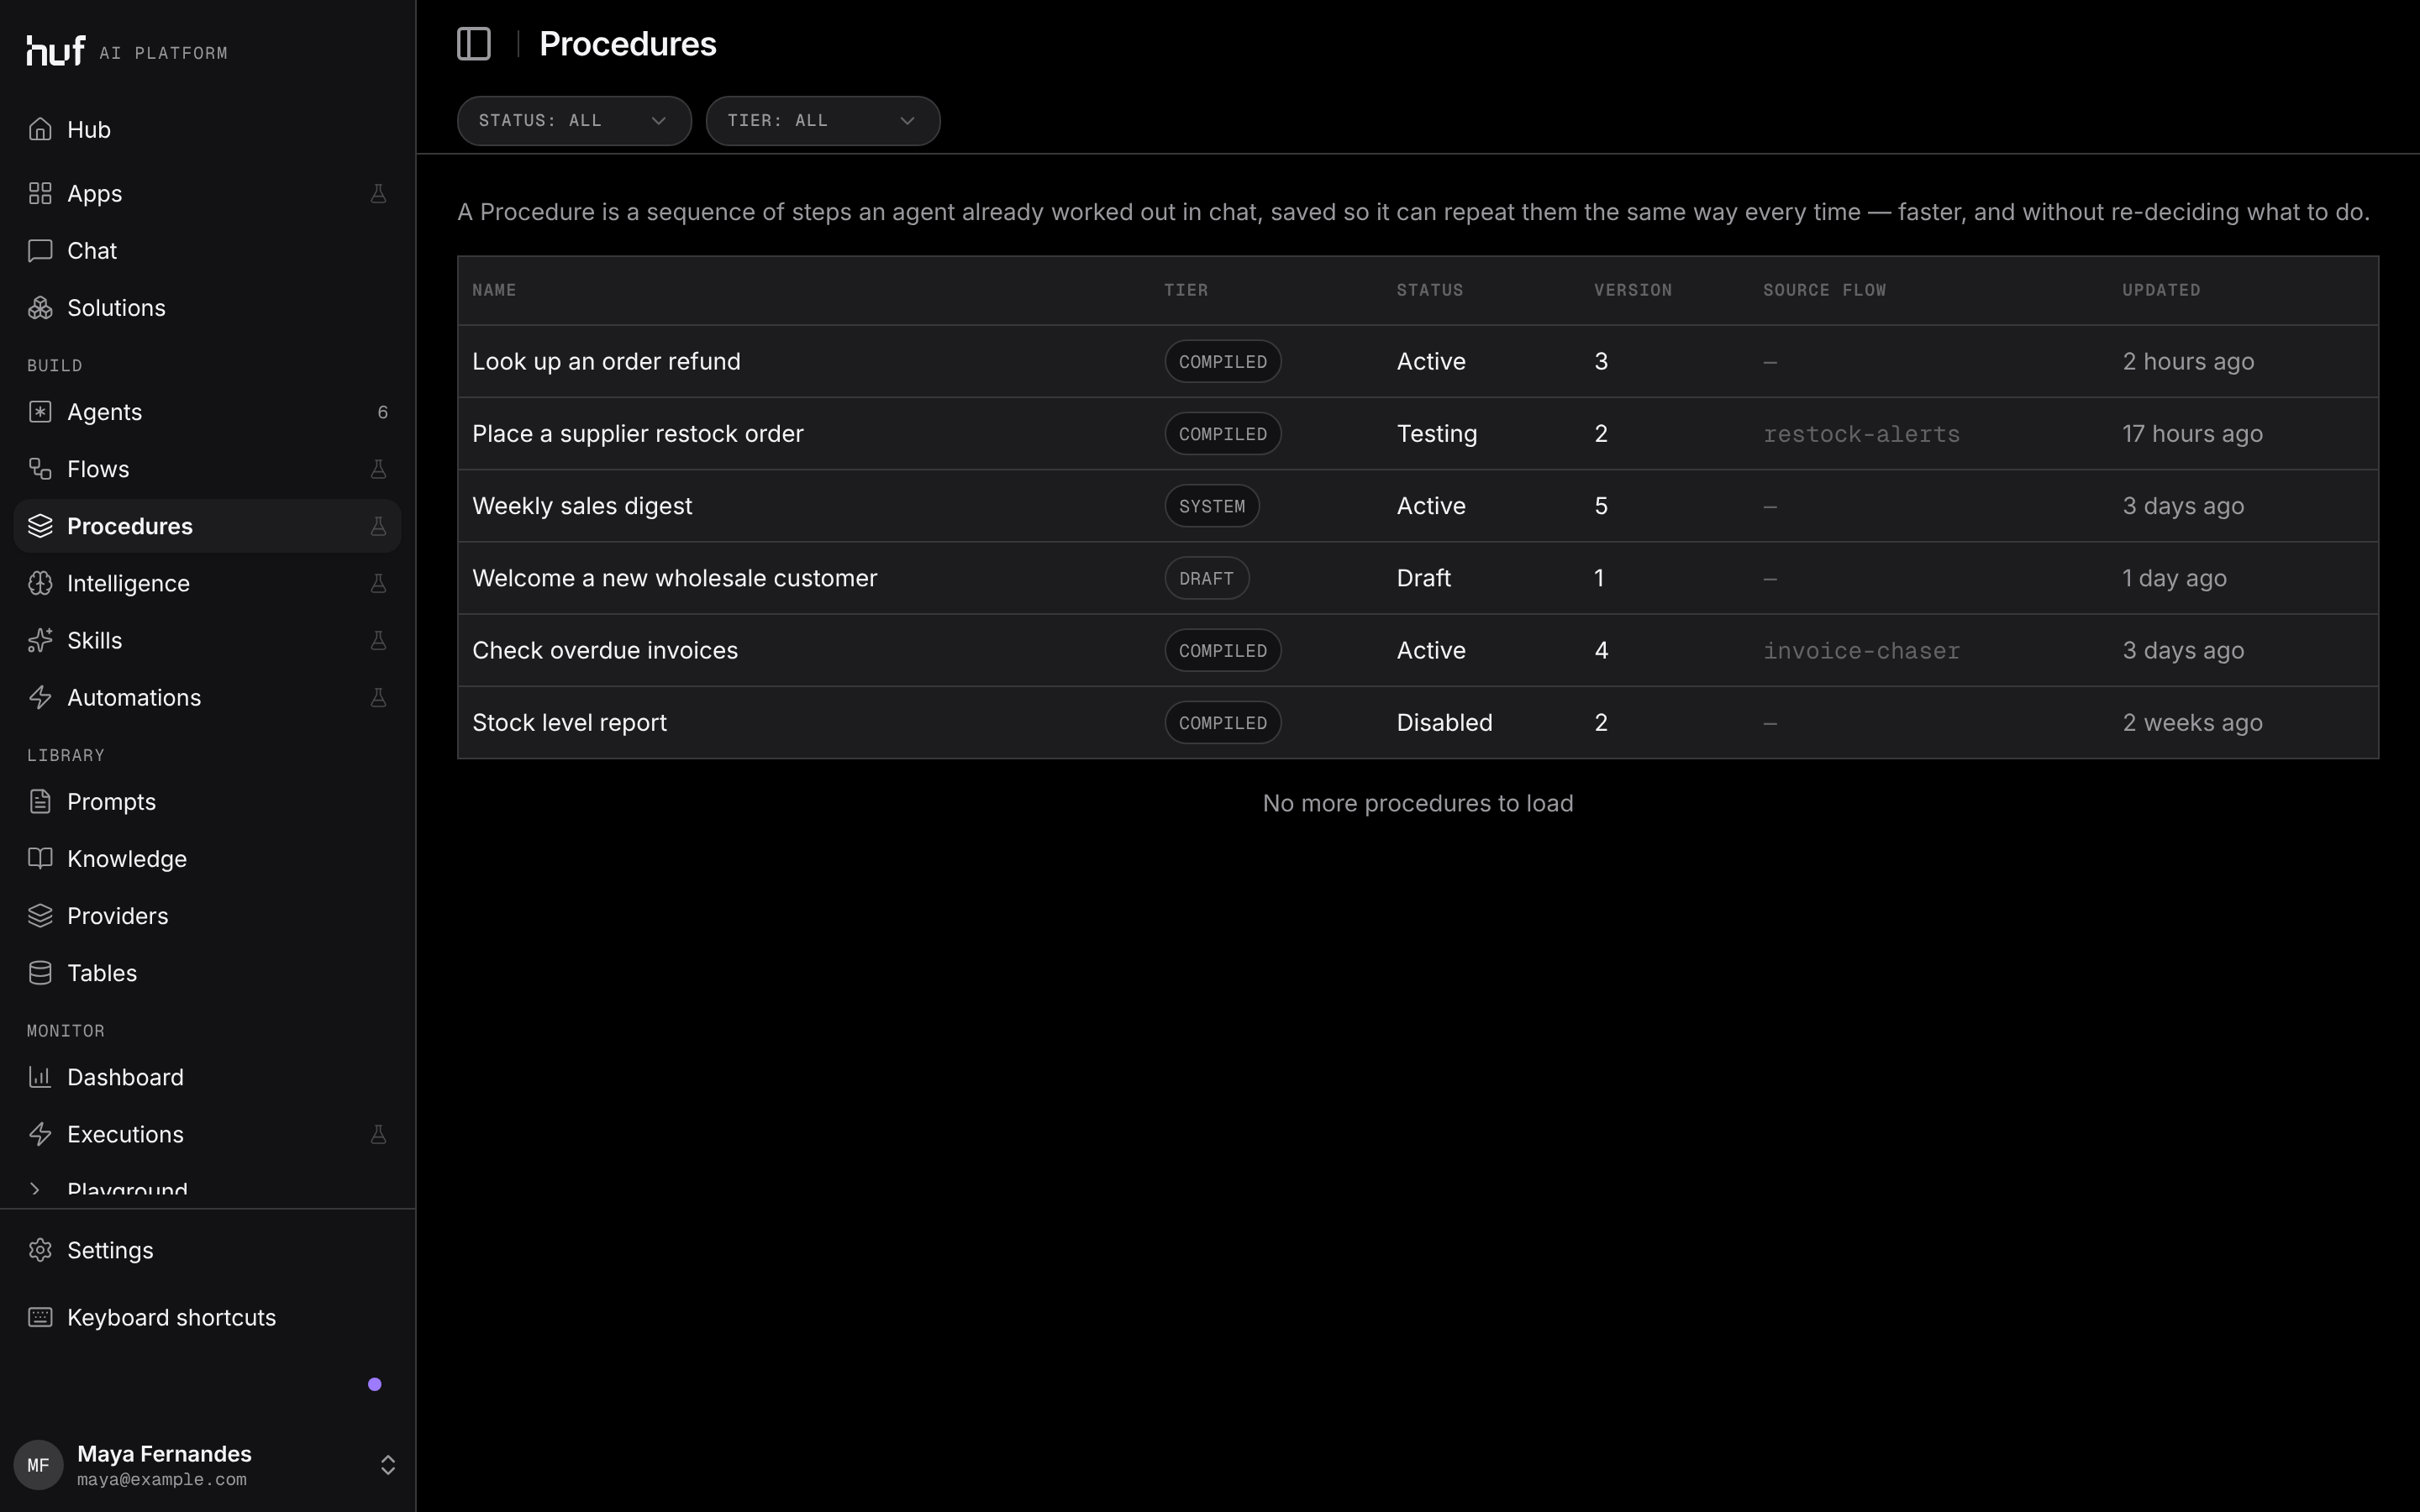 huf AI PLATFORM
Hub
Apps
Chat
Solutions
BUILD
Agents 6
Flows
Procedures
Intelligence
Skills
Automations
LIBRARY
Prompts
Knowledge
Providers
Tables
MONITOR
Dashboard
Executions
Playground
Settings
Keyboard shortcuts
MF Maya Fernandes
maya@example.com
Procedures
STATUS: ALL TIER: ALL
A Procedure is a sequence of steps an agent already worked out in chat, saved so it can repeat them the same way every time — faster, and without re-deciding what to do.
NAME TIER STATUS VERSION SOURCE FLOW UPDATED
Look up an order refund COMPILED Active 3 — 2 hours ago
Place a supplier restock order COMPILED Testing 2 restock-alerts 17 hours ago
Weekly sales digest SYSTEM Active 5 — 3 days ago
Welcome a new wholesale customer DRAFT Draft 1 — 1 day ago
Check overdue invoices COMPILED Active 4 invoice-chaser 3 days ago
Stock level report COMPILED Disabled 2 — 2 weeks ago
No more procedures to load